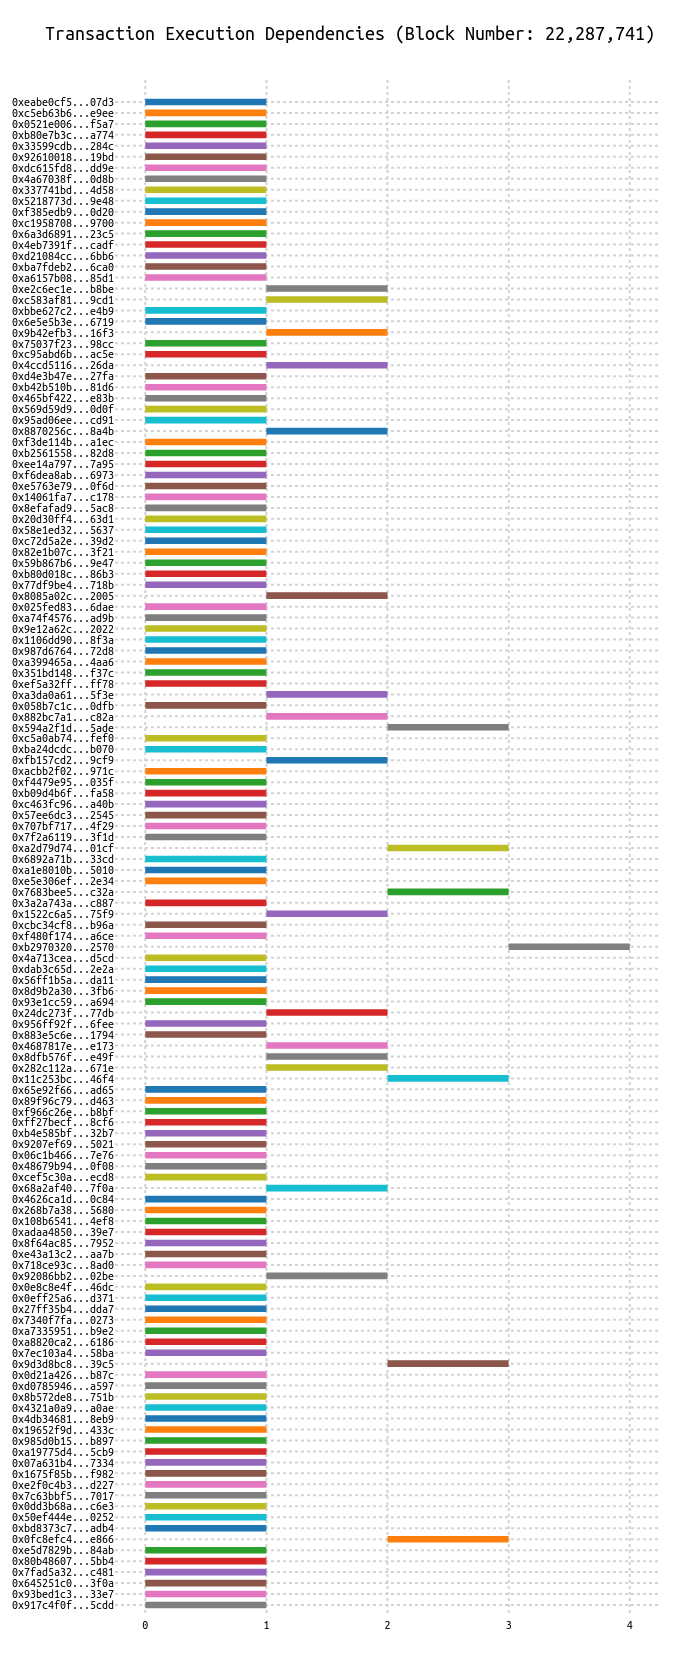 Transaction Execution Dependencies (Block Number: 22,287,741)
0xeabe0cf5...07d3
0xc5eb63b6...e9ee
0x0521e006...f5a7
0xb80e7b3c...a774
0x33599cdb...284c
0x92610018...19bd
0xdc615fd8...dd9e
0x4a67038f...0d8b
0x337741bd...4d58
0x5218773d...9e48
0xf385edb9...0d20
0xc1958708...9700
0x6a3d6891...23c5
0x4eb7391f...cadf
0xd21084cc...6bb6
0xba7fdeb2...6ca0
0xa6157b08...85d1
0xe2c6ec1e...b8be
0xc583af81...9cd1
0xbbe627c2...e4b9
0x6e5e5b3e...6719
0x9b42efb3...16f3
0x75037f23...98cc
0xc95abd6b...ac5e
0x4ccd5116...26da
0xd4e3b47e...27fa
0xb42b510b...81d6
0x465bf422...e83b
0x569d59d9...0d0f
0x95ad06ee...cd91
0x8870256c...8a4b
0xf3de114b...a1ec
0xb2561558...82d8
0xee14a797...7a95
0xf6dea8ab...6973
0xe5763e79...0f6d
0x14061fa7...c178
0x8efafad9...5ac8
0x20d30ff4...63d1
0x58e1ed32...5637
0xc72d5a2e...39d2
0x82e1b07c...3f21
0x59b867b6...9e47
0xb80d018c...86b3
0x77df9be4...718b
0x8085a02c...2005
0x025fed83...6dae
0xa74f4576...ad9b
0x9e12a62c...2022
0x1106dd90...8f3a
0x987d6764...72d8
0xa399465a...4aa6
0x351bd148...f37c
0xef5a32ff...ff78
0xa3da0a61...5f3e
0x058b7c1c...0dfb
0x882bc7a1...c82a
0x594a2f1d...5ade
0xc5a0ab74...fef0
0xba24dcdc...b070
0xfb157cd2...9cf9
0xacbb2f02...971c
0xf4479e95...035f
0xb09d4b6f...fa58
0xc463fc96...a40b
0x57ee6dc3...2545
0x707bf717...4f29
0x7f2a6119...3f1d
0xa2d79d74...01cf
0x6892a71b...33cd
0xa1e8010b...5010
0xe5e306ef...2e34
0x7683bee5...c32a
0x3a2a743a...c887
0x1522c6a5...75f9
0xcbc34cf8...b96a
0xf480f174...a6ce
0xb2970320...2570
0x4a713cea...d5cd
0xdab3c65d...2e2a
0x56ff1b5a...da11
0x8d9b2a30...3fb6
0x93e1cc59...a694
0x24dc273f...77db
0x956ff92f...6fee
0x883e5c6e...1794
0x4687817e...e173
0x8dfb576f...e49f
0x282c112a...671e
0x11c253bc...46f4
0x65e92f66...ad65
0x89f96c79...d463
0xf966c26e...b8bf
0xff27becf...8cf6
0xb4e585bf...32b7
0x9207ef69...5021
0x06c1b466...7e76
0x48679b94...0f08
0xcef5c30a...ecd8
0x68a2af40...7f0a
0x4626ca1d...0c84
0x268b7a38...5680
0x108b6541...4ef8
0xadaa4850...39e7
0x8f64ac85...7952
0xe43a13c2...aa7b
0x718ce93c...8ad0
0x92086bb2...02be
0x0e8c8e4f...46dc
0x0eff25a6...d371
0x27ff35b4...dda7
0x7340f7fa...0273
0xa7335951...b9e2
0xa8820ca2...6186
0x7ec103a4...58ba
0x9d3d8bc8...39c5
0x0d21a426...b87c
0xd0785946...a597
0x8b572de8...751b
0x4321a0a9...a0ae
0x4db34681...8eb9
0x19652f9d...433c
0x985d0b15...b897
0xa19775d4...5cb9
0x07a631b4...7334
0x1675f85b...f982
0xe2f0c4b3...d227
0x7c63bbf5...7017
0x0dd3b68a...c6e3
0x50ef444e...0252
0xbd8373c7...adb4
0x0fc8efc4...e866
0xe5d7829b...84ab
0x80b48607...5bb4
0x7fad5a32...c481
0x645251c0...3f0a
0x93bed1c3...33e7
0x917c4f0f...5cdd
0 1 2 3 4